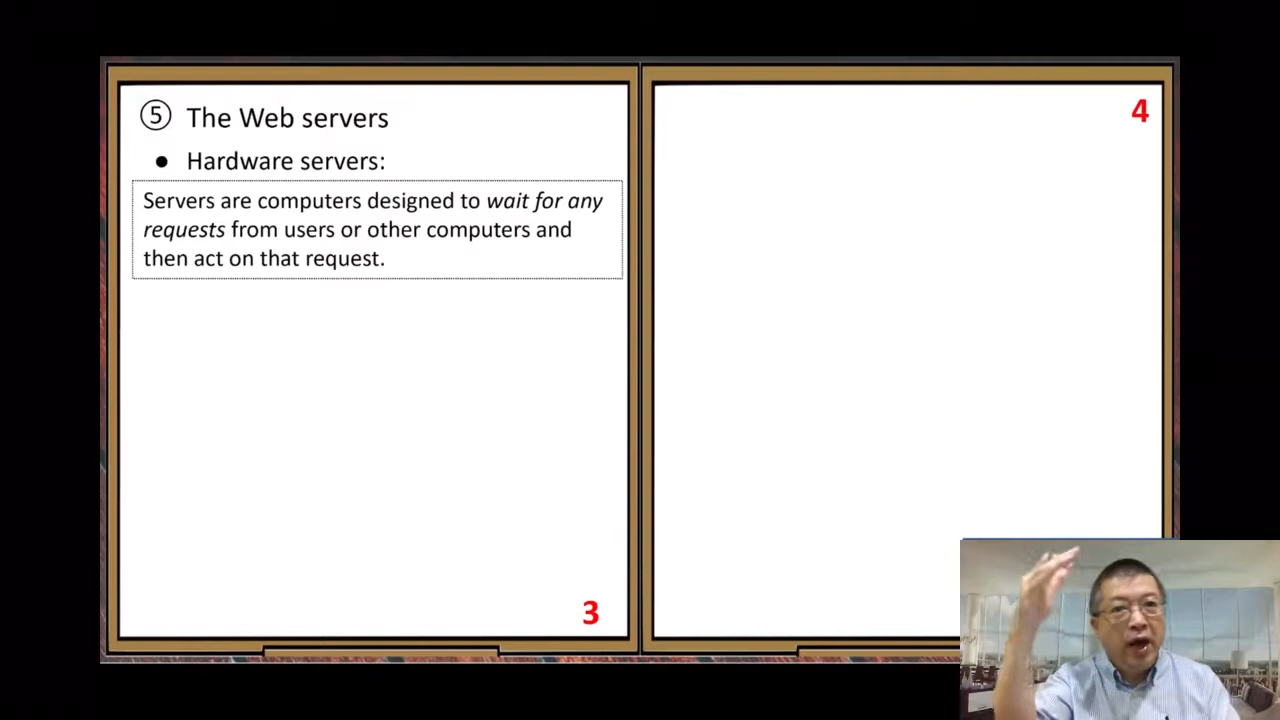 ⑤ The Web servers
● Hardware servers:
Servers are computers designed to wait for any
requests from users or other computers and
then act on that request.
3
4